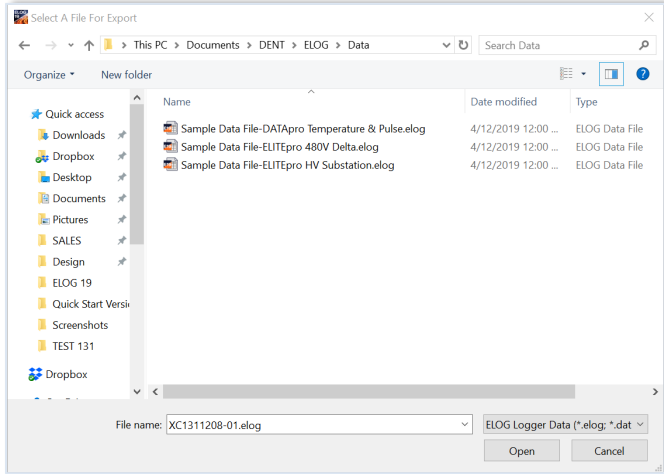 Select A File For Export
This PC > Documents > DENT > ELOG > Data
Search Data
Organize
New folder
Name
Date modified
Type
Quick access
Downloads
Dropbox
Desktop
Documents
Pictures
SALES
Design
ELOG 19
Quick Start Versi
Screenshots
TEST 131
Dropbox
Sample Data File-DATApro Temperature & Pulse.elog 4/12/2019 12:00 ... ELOG Data File
Sample Data File-ELITEpro 480V Delta.elog 4/12/2019 12:00 ... ELOG Data File
Sample Data File-ELITEpro HV Substation.elog 4/12/2019 12:00 ... ELOG Data File
File name: XC1311208-01.elog
ELOG Logger Data (*.elog; *.dat
Open
Cancel